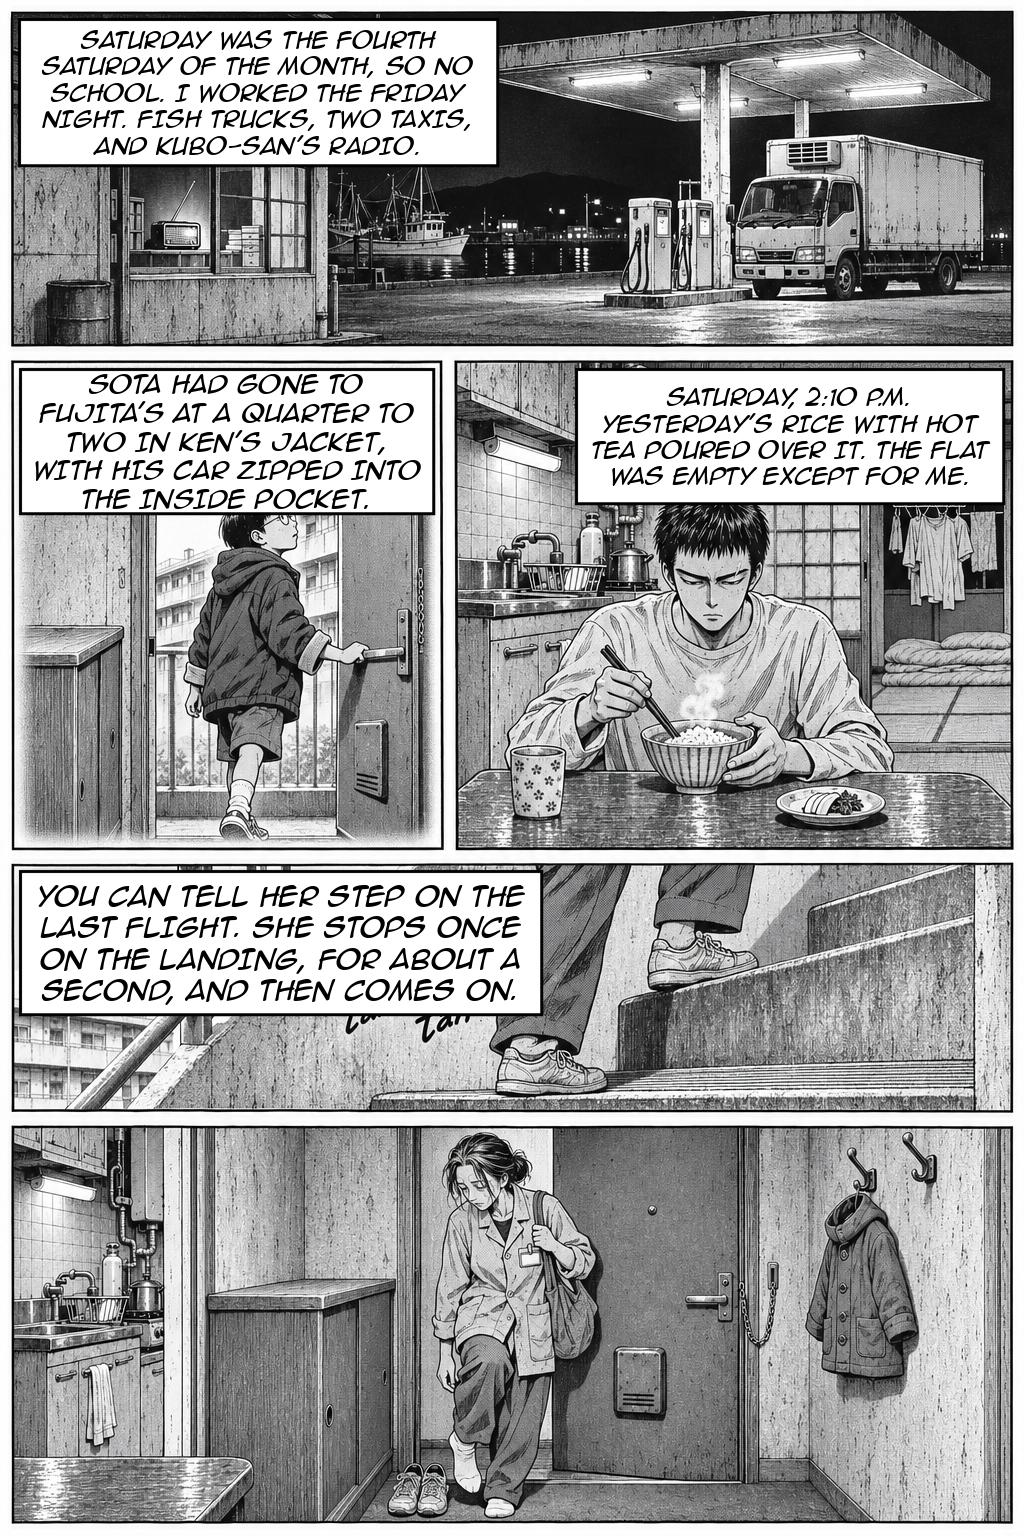 SATURDAY WAS THE FOURTH
SATURDAY OF THE MONTH, SO NO
SCHOOL. I WORKED THE FRIDAY
NIGHT. FISH TRUCKS, TWO TAXIS,
AND KUBO-SAN'S RADIO.
SOTA HAD GONE TO
FUJITA'S AT A QUARTER TO
TWO IN KEN'S JACKET,
WITH HIS CAR ZIPPED INTO
THE INSIDE POCKET.
SATURDAY, 2:10 P.M.
YESTERDAY'S RICE WITH HOT
TEA POURED OVER IT. THE FLAT
WAS EMPTY EXCEPT FOR ME.
YOU CAN TELL HER STEP ON THE
LAST FLIGHT. SHE STOPS ONCE
ON THE LANDING, FOR ABOUT A
SECOND, AND THEN COMES ON.